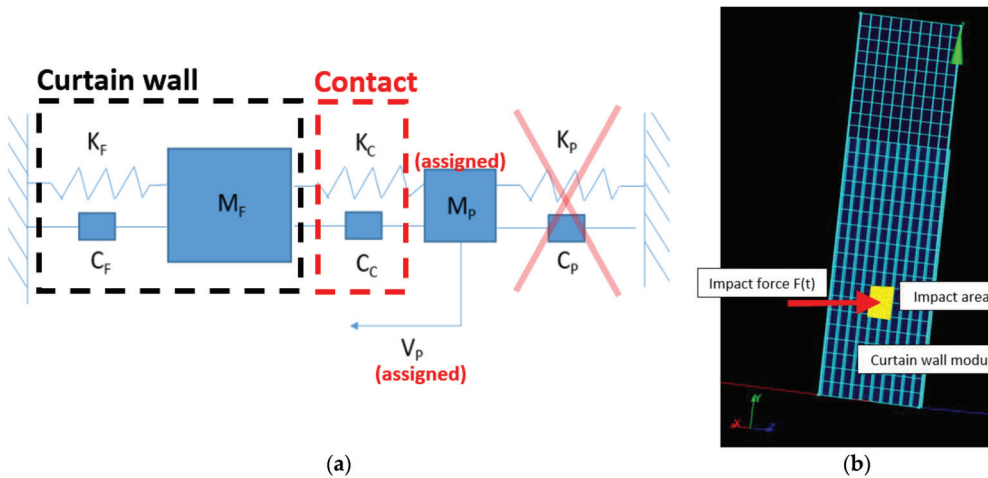 Curtain wall
Contact
K_F
K_C
K_P
(assigned)
M_F
M_P
C_F
C_C
C_P
V_P
(assigned)
(a)
Impact force F(t)
Impact area
Curtain wall modu
Y
X
(b)